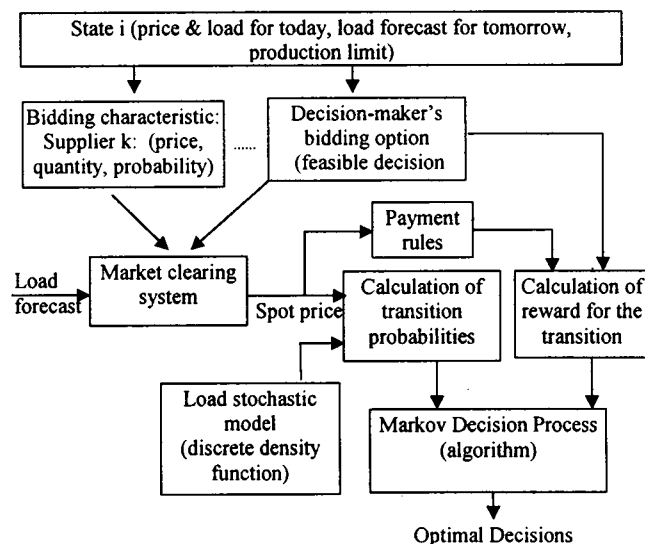 State i (price & load for today, load forecast for tomorrow,
production limit)
Bidding characteristic:
Supplier k: (price,
quantity, probability)
......
Decision-maker's
bidding option
(feasible decision
Payment
rules
Load
forecast
Market clearing
system
Spot price
Calculation of
transition
probabilities
Calculation of
reward for the
transition
Load stochastic
model
(discrete density
function)
Markov Decision Process
(algorithm)
Optimal Decisions